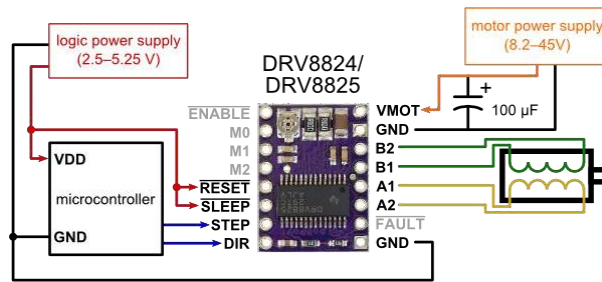 logic power supply
(2.5–5.25 V)
motor power supply
(8.2–45V)
DRV8824/
DRV8825
ENABLE
M0
M1
M2
RESET
SLEEP
STEP
DIR
VMOT
GND
B2
B1
A1
A2
FAULT
GND
+
100 µF
VDD
microcontroller
GND